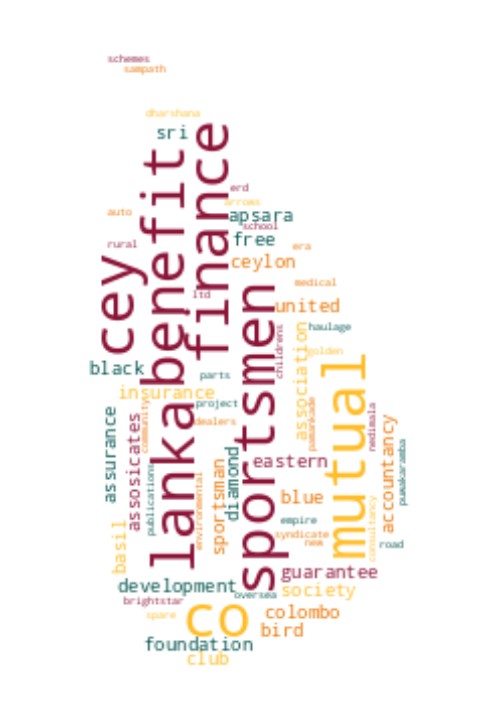 schemes
sampath
dharshana
sri
finance
benefit
erd
arrows
auto
apsara
school
free
rural
era
cey
ceylon
medical
ltd
sportsmen
united
association
haulage
childrens
golden
mutual
black
parts
insurance
project
community
pamankade
nedimala
assurance
assosicates
dealers
accountancy
lanka
diamond
sportsman
eastern
puwakaramba
publications
environmental
blue
consultancy
basil
empire
syndicate
new
road
guarantee
development
society
oversea
brightstar
co
colombo
spare
bird
foundation
club